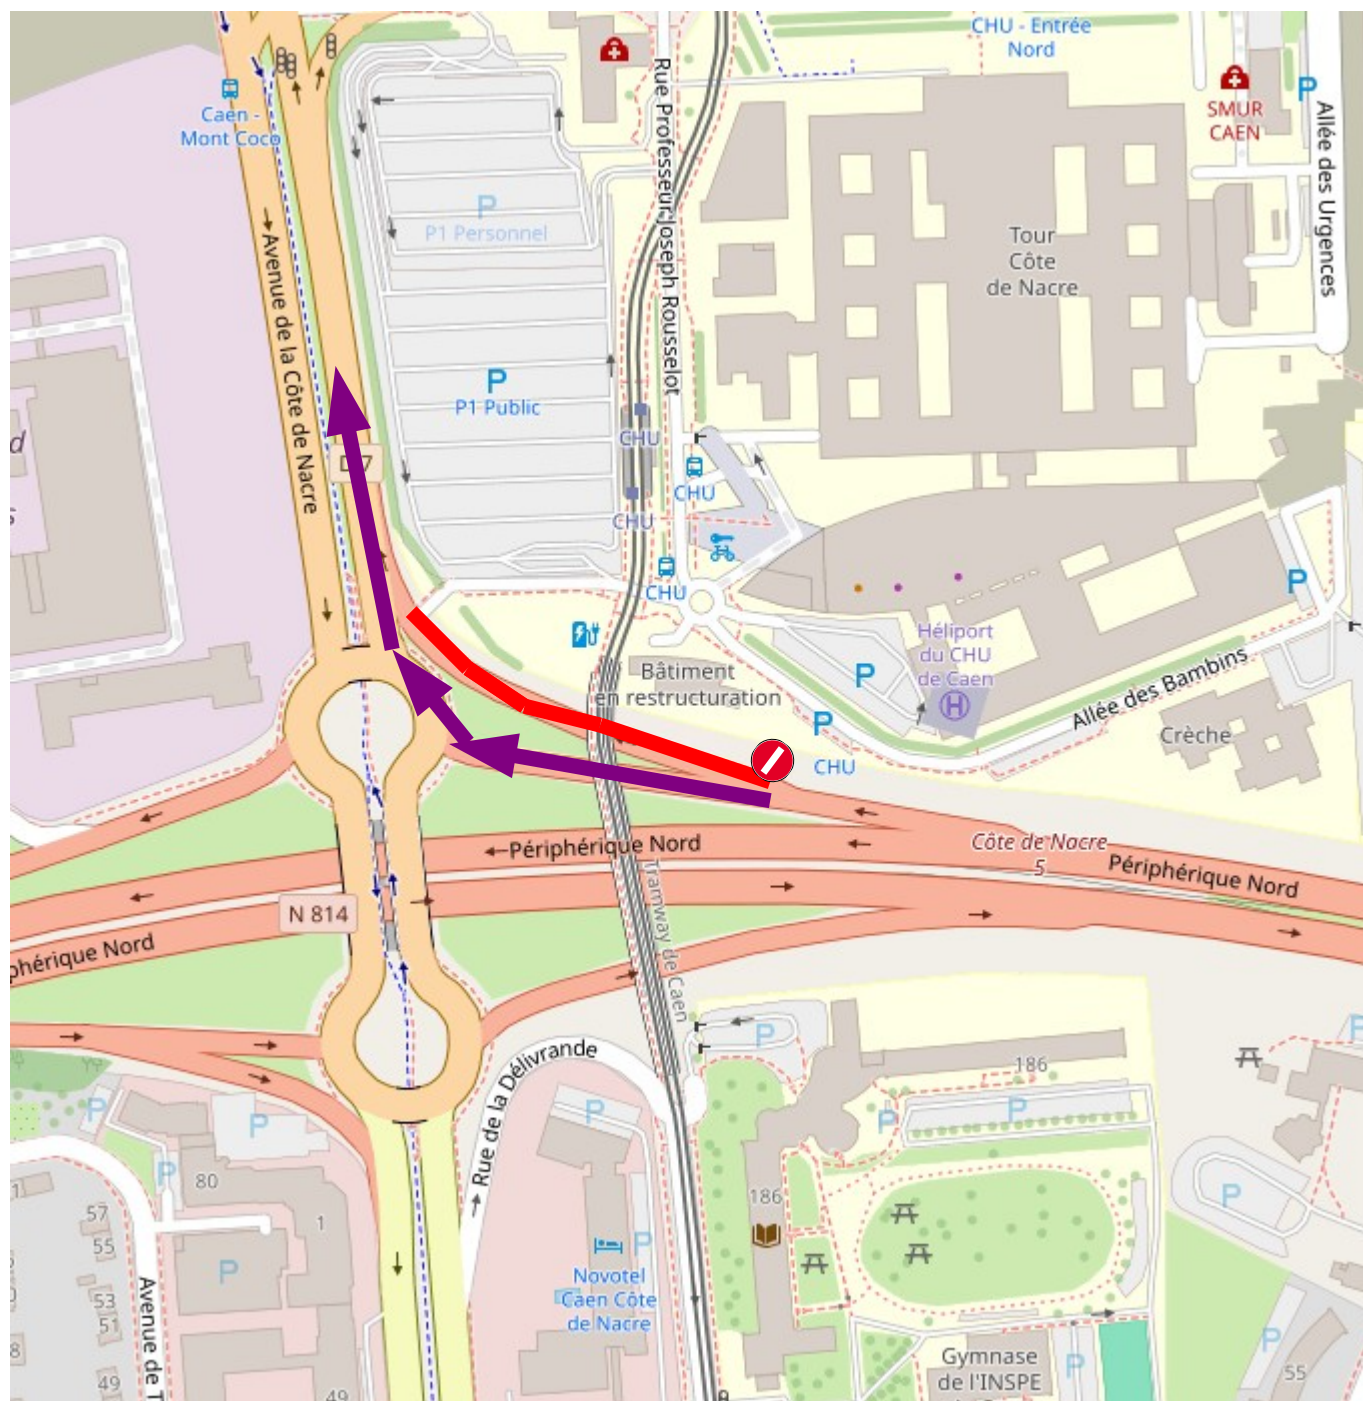 CHU - Entrée
Nord
Caen -
Mont Coco
SMUR
CAEN
P
Allée des Urgences
Rue Professeur Joseph Rousselot
P
P1 Personnel
Tour
Côte
de Nacre
Avenue de la Côte de Nacre
P
P1 Public
CHU
CHU
CHU
CHU
P
Héliport
du CHU
de Caen
H
Bâtiment
en restructuration
P
P
Allée des Bambins
Crèche
CHU
Périphérique Nord
Côte de Nacre
5
Périphérique Nord
N 814
Tramway de Caen
P
P
186
Rue de la Délivrande
P
P
P
P
P
P
80
186
P
57
1
55
P
P
Novotel
Caen Côte
de Nacre
53
51
Avenue de T
P
Gymnase
de l'INSPE
P
55
49
49